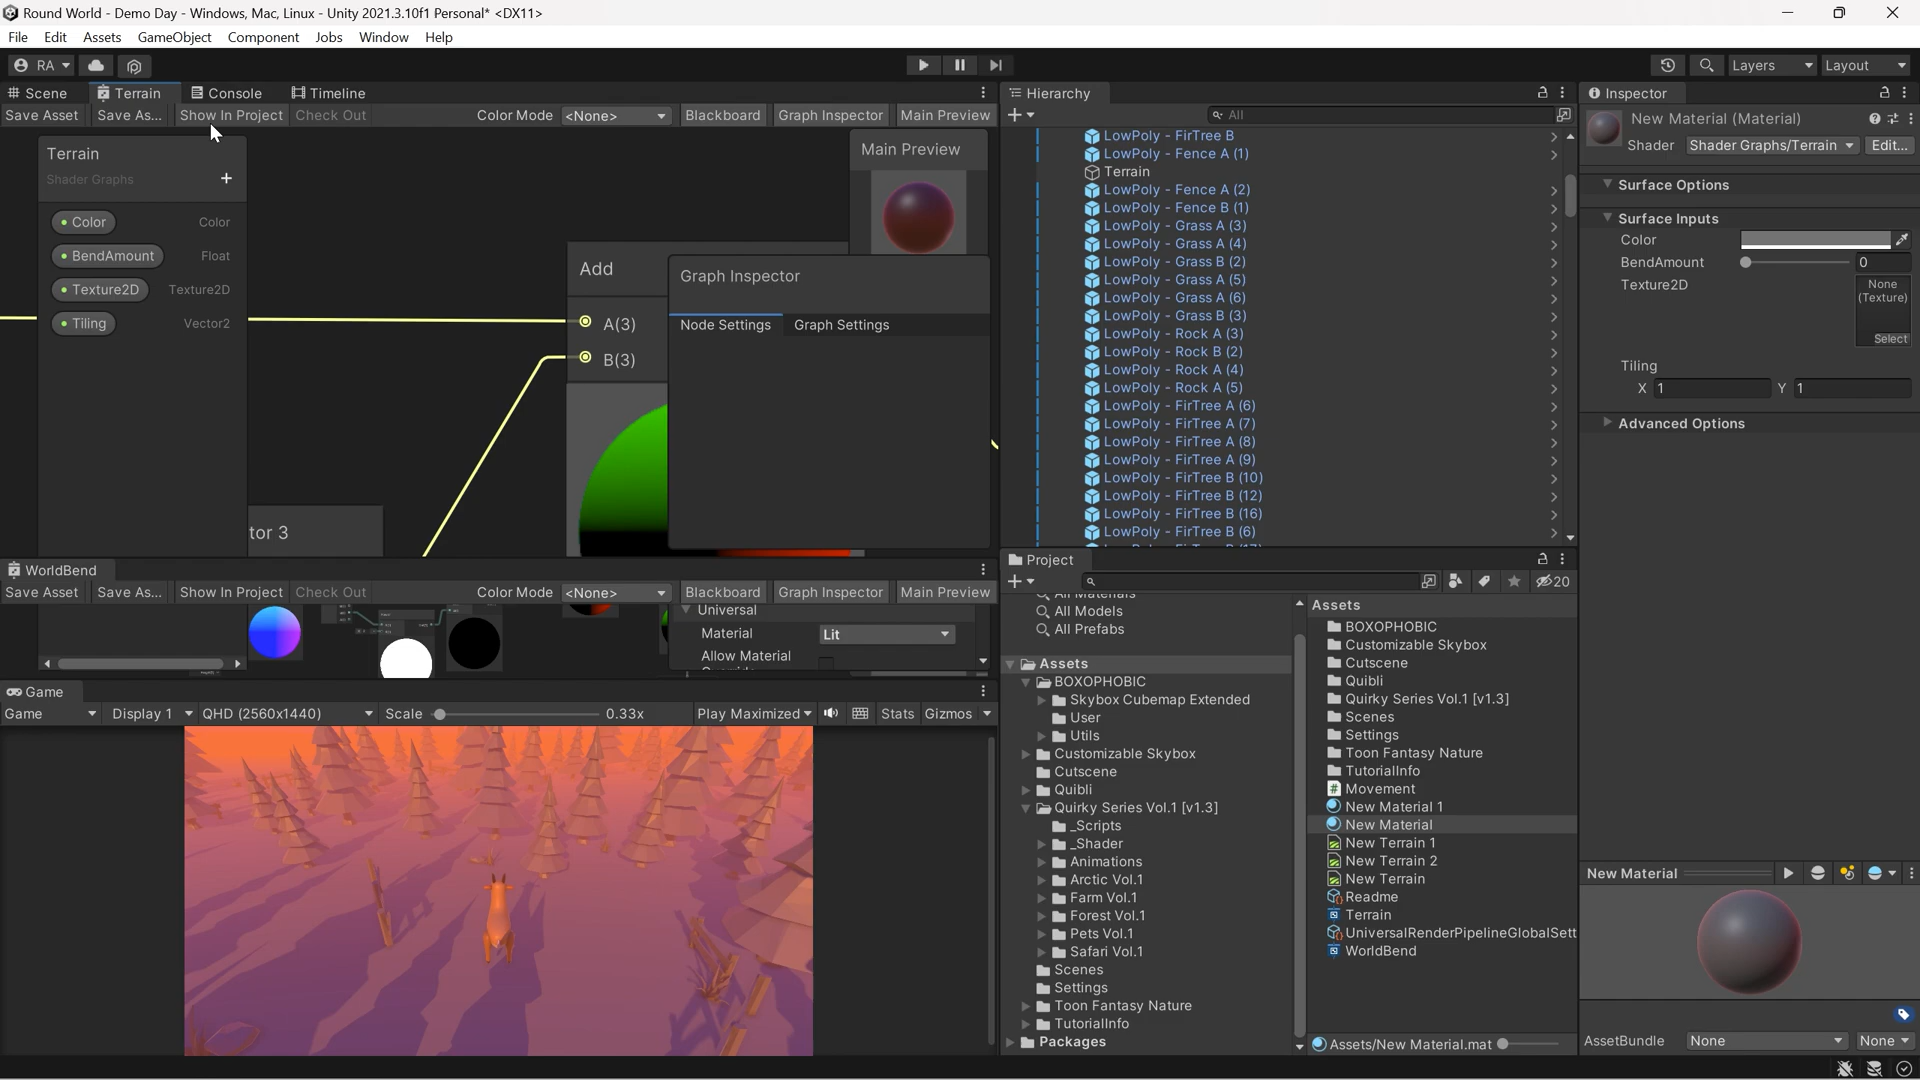 Round World - Demo Day - Windows, Mac, Linux - Unity 2021.3.10f1 Personal* <DX11>
File Edit Assets GameObject Component Jobs Window Help
RA Layers Layout
Scene Terrain Console Timeline
Save Asset Save As... Show In Project Check Out Color Mode <None> Blackboard Graph Inspector Main Preview
Terrain
Shader Graphs
Color Color
BendAmount Float
Texture2D Texture2D
Tiling Vector2
tor 3
Add
A(3)
B(3)
Main Preview
Graph Inspector
Node Settings Graph Settings
WorldBend
Save Asset Save As... Show In Project Check Out Color Mode <None> Blackboard Graph Inspector Main Preview
Universal
Material Lit
Allow Material
Game
Game Display 1 QHD (2560x1440) Scale 0.33x Play Maximized Stats Gizmos
Hierarchy
All
LowPoly - FirTree B
LowPoly - Fence A (1)
Terrain
LowPoly - Fence A (2)
LowPoly - Fence B (1)
LowPoly - Grass A (3)
LowPoly - Grass A (4)
LowPoly - Grass B (2)
LowPoly - Grass A (5)
LowPoly - Grass A (6)
LowPoly - Grass B (3)
LowPoly - Rock A (3)
LowPoly - Rock B (2)
LowPoly - Rock A (4)
LowPoly - Rock A (5)
LowPoly - FirTree A (6)
LowPoly - FirTree A (7)
LowPoly - FirTree A (8)
LowPoly - FirTree A (9)
LowPoly - FirTree B (10)
LowPoly - FirTree B (12)
LowPoly - FirTree B (16)
LowPoly - FirTree B (6)
Project
20
All Materials
All Models
All Prefabs
Assets
BOXOPHOBIC
Skybox Cubemap Extended
User
Utils
Customizable Skybox
Cutscene
Quibli
Quirky Series Vol.1 [v1.3]
_Scripts
_Shader
Animations
Arctic Vol.1
Farm Vol.1
Forest Vol.1
Pets Vol.1
Safari Vol.1
Scenes
Settings
Toon Fantasy Nature
TutorialInfo
Packages
Assets
BOXOPHOBIC
Customizable Skybox
Cutscene
Quibli
Quirky Series Vol.1 [v1.3]
Scenes
Settings
Toon Fantasy Nature
TutorialInfo
Movement
New Material 1
New Material
New Terrain 1
New Terrain 2
New Terrain
Readme
Terrain
UniversalRenderPipelineGlobalSett
WorldBend
Assets/New Material.mat
Inspector
New Material (Material)
Shader Shader Graphs/Terrain Edit...
Surface Options
Surface Inputs
Color
BendAmount 0
Texture2D None
(Texture)
Select
Tiling
X 1 Y 1
Advanced Options
New Material
AssetBundle None None